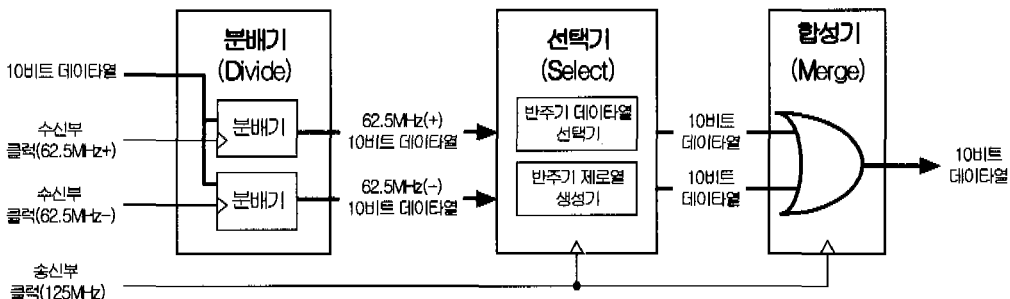 분배기
(Divide)
선택기
(Select)
합성기
(Merge)
10비트 데이타열
분배기
62.5MHz(+)
10비트 데이타열
반주기 데이타열
선택기
10비트
데이타열
수신부
클럭(62.5MHz+)
10비트
데이타열
수신부
클럭(62.5MHz-)
분배기
62.5MHz(-)
10비트 데이타열
반주기 제로열
생성기
10비트
데이타열
송신부
클럭(125MHz)